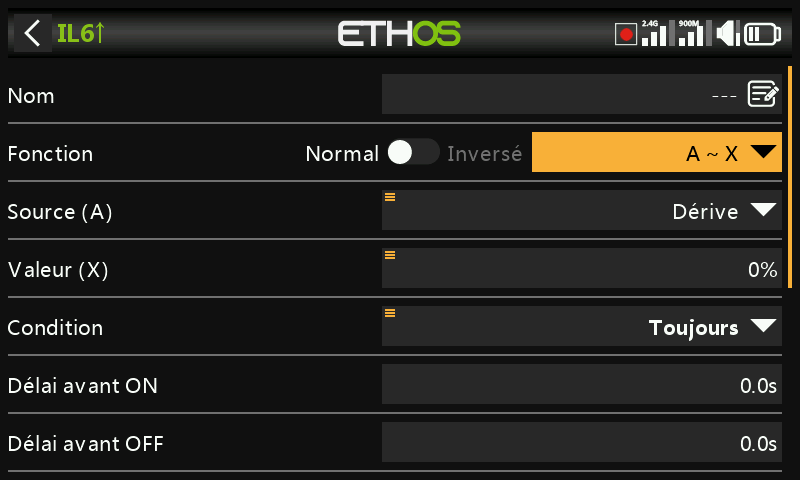 IL6↑ ETHOS 2.4G 900M
Nom ---
Fonction Normal Inversé A ~ X
Source (A) Dérive
Valeur (X) 0%
Condition Toujours
Délai avant ON 0.0s
Délai avant OFF 0.0s